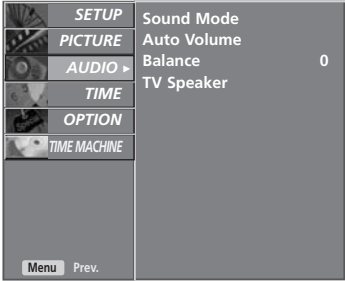 SETUP
PICTURE
AUDIO
TIME
OPTION
TIME MACHINE
Sound Mode
Auto Volume
Balance 0
TV Speaker
Menu Prev.